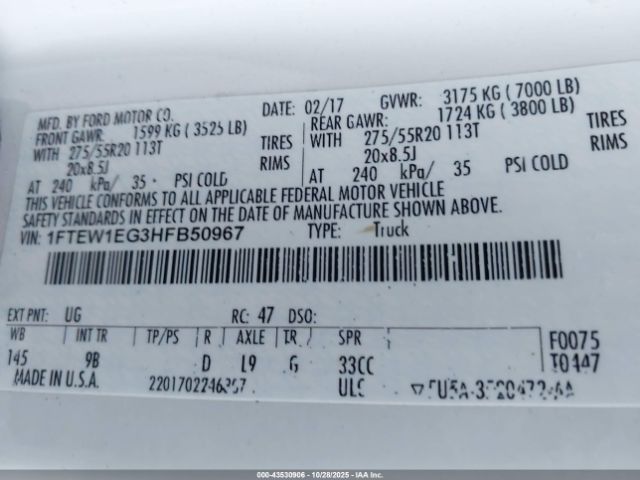 MFD. BY FORD MOTOR CO. DATE: 02/17 GVWR: 3175 KG ( 7000 LB)
FRONT GAWR: 1599 KG ( 3525 LB) REAR GAWR: 1724 KG ( 3800 LB)
WITH 275/55R20 113T TIRES WITH 275/55R20 113T TIRES
20x8.5J RIMS 20x8.5J RIMS
AT 240 kPa/ 35 PSI COLD AT 240 kPa/ 35 PSI COLD
THIS VEHICLE CONFORMS TO ALL APPLICABLE FEDERAL MOTOR VEHICLE
SAFETY STANDARDS IN EFFECT ON THE DATE OF MANUFACTURE SHOWN ABOVE.
VIN: 1FTEW1EG3HFB50967 TYPE: Truck
EXT PNT: UG RC: 47 DSO:
WB INT TR TP/PS R AXLE TR SPR F0075
145 9B D L9 G 33CC T0447
MADE IN U.S.A. ULC
000-43530906 - 10/28/2025 - IAAI.com